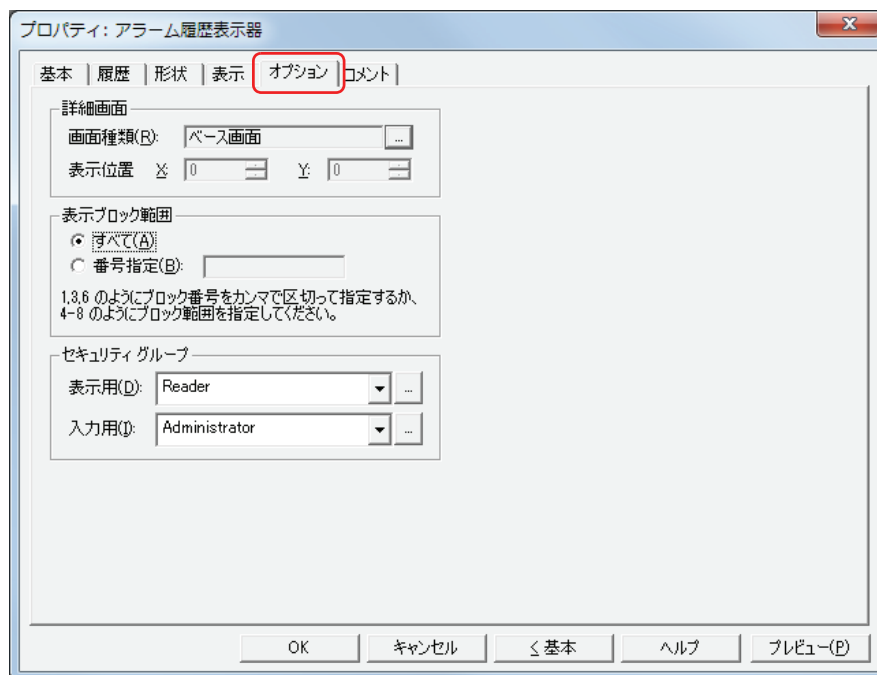 プロパティ：アラーム履歴表示器
基本 履歴 形状 表示 オプション コメント
詳細画面
画面種類(R): ベース画面 ...
表示位置 X: 0 Y: 0
表示ブロック範囲
すべて(A)
番号指定(B):
1,3,6 のようにブロック番号をカンマで区切って指定するか、
4-8 のようにブロック範囲を指定してください。
セキュリティ グループ
表示用(D): Reader ...
入力用(I): Administrator ...
OK キャンセル < 基本 ヘルプ プレビュー(P)